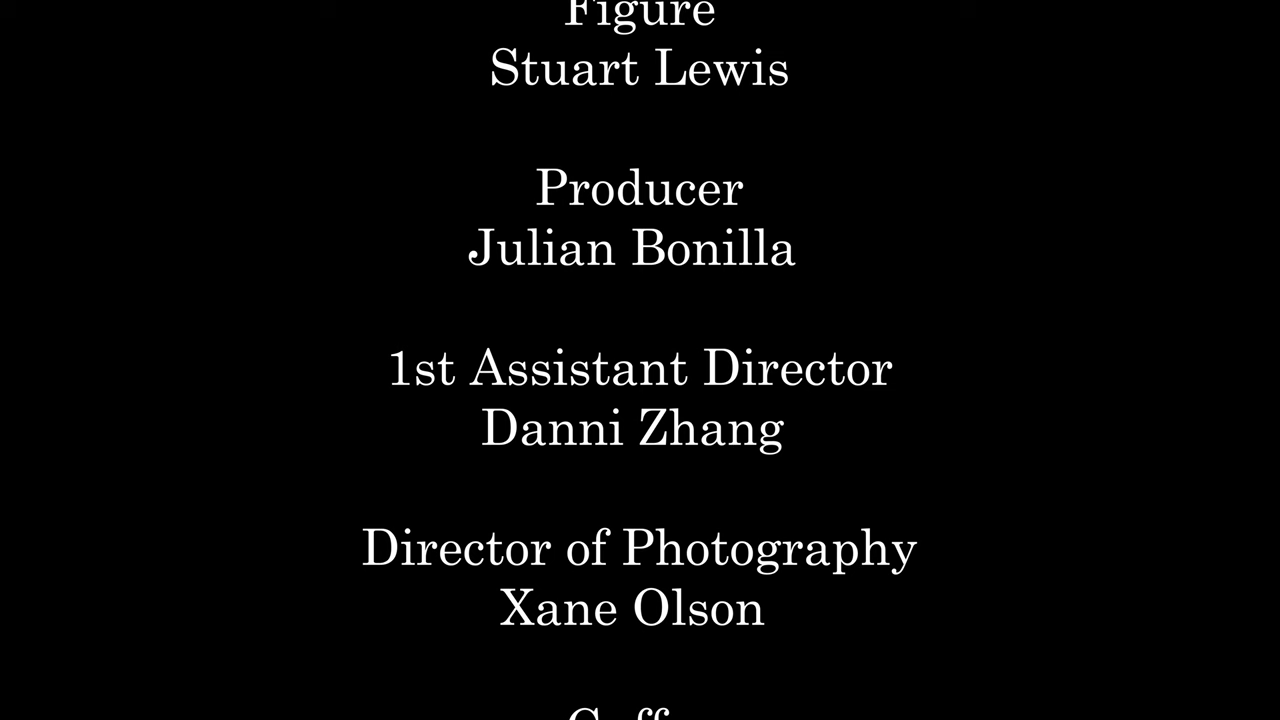 Figure
Stuart Lewis
Producer
Julian Bonilla
1st Assistant Director
Danni Zhang
Director of Photography
Xane Olson